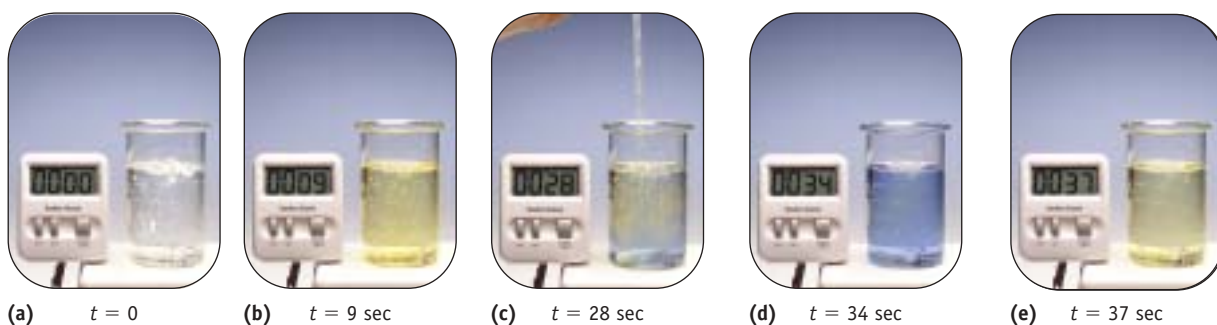 0000
0009
0028
0034
0037
(a) t = 0
(b) t = 9 sec
(c) t = 28 sec
(d) t = 34 sec
(e) t = 37 sec